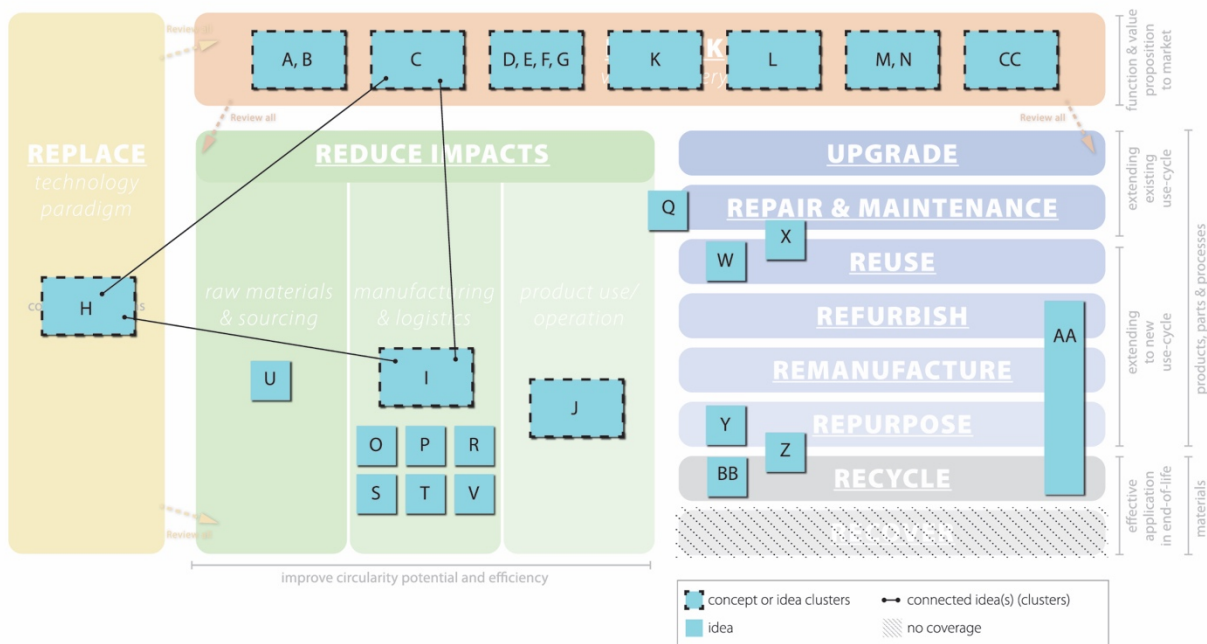 Review all
A, B
C
D, E, F, G
K
L
M, N
CC
function & value
proposition
to market
Review all
Review all
REPLACE
technology
paradigm
REDUCE IMPACTS
UPGRADE
extending
existing
use-cycle
Q
REPAIR & MAINTENANCE
X
W
REUSE
H
raw materials
& sourcing
manufacturing
& logistics
product use/
operation
REFURBISH
AA
extending
to new
use-cycle
products, parts & processes
U
I
J
REMANUFACTURE
Y
REPURPOSE
O
P
R
Z
S
T
V
BB
RECYCLE
effective
application
in end-of-life
materials
Review all
RECOVER
improve circularity potential and efficiency
concept or idea clusters
connected idea(s) (clusters)
idea
no coverage